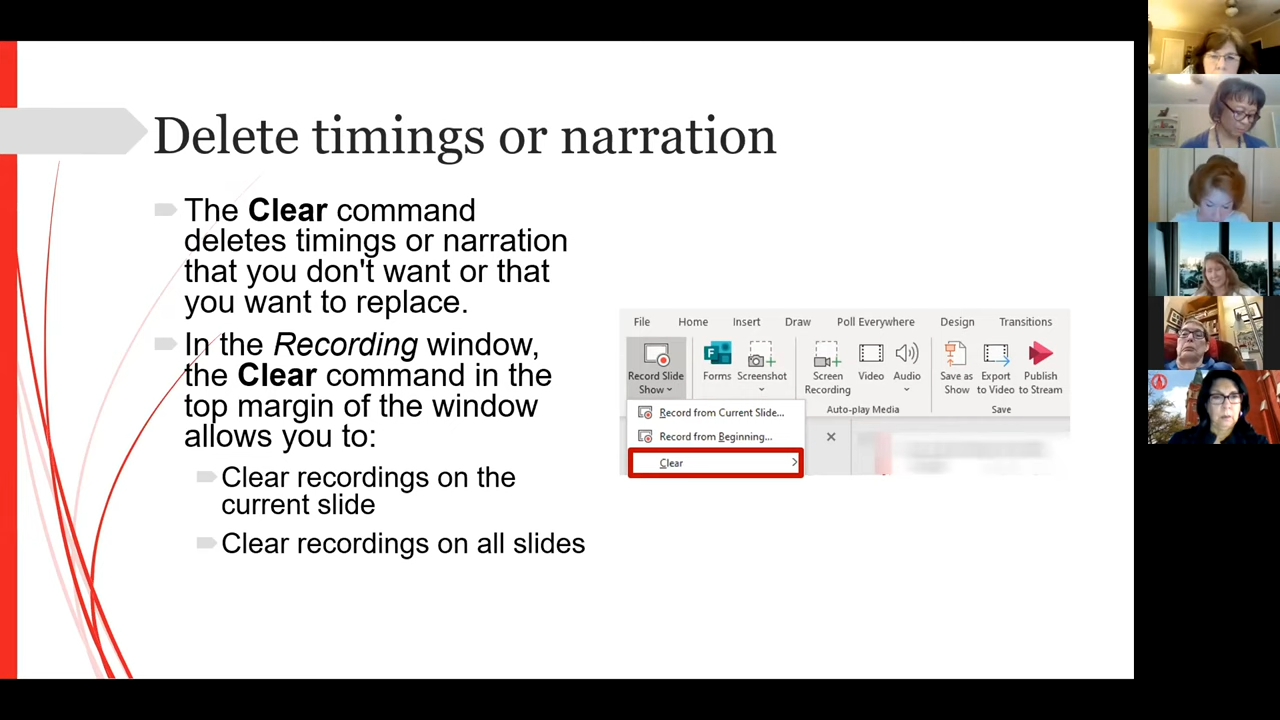 Delete timings or narration
The Clear command
deletes timings or narration
that you don't want or that
you want to replace.
In the Recording window,
the Clear command in the
top margin of the window
allows you to:
Clear recordings on the
current slide
Clear recordings on all slides
File Home Insert Draw Poll Everywhere Design Transitions
Record Slide Show
Forms
Screenshot
Screen Recording
Video
Audio
Save as Show
Export to Video
Publish to Stream
Auto-play Media
Save
Record from Current Slide...
Record from Beginning...
Clear